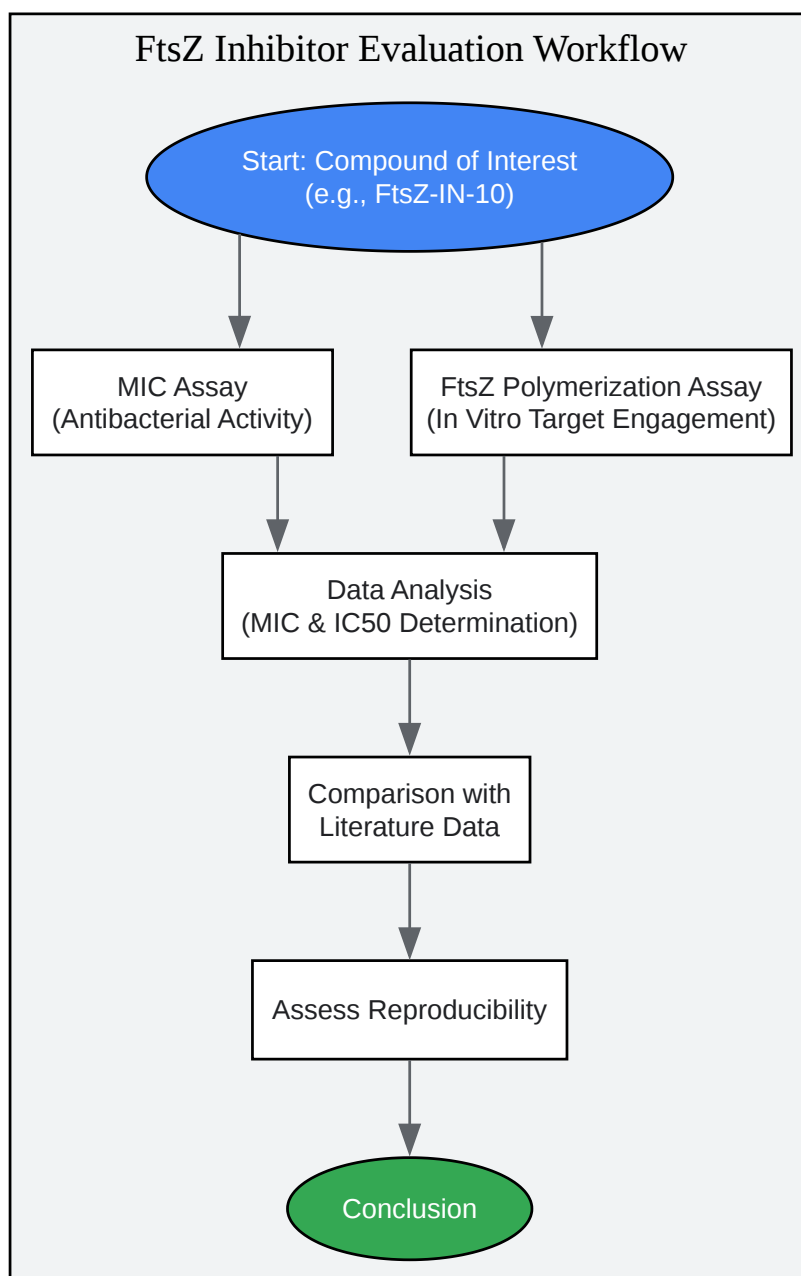 FtsZ Inhibitor Evaluation Workflow
Start: Compound of Interest
(e.g., FtsZ-IN-10)
MIC Assay
(Antibacterial Activity)
FtsZ Polymerization Assay
(In Vitro Target Engagement)
Data Analysis
(MIC & IC50 Determination)
Comparison with
Literature Data
Assess Reproducibility
Conclusion